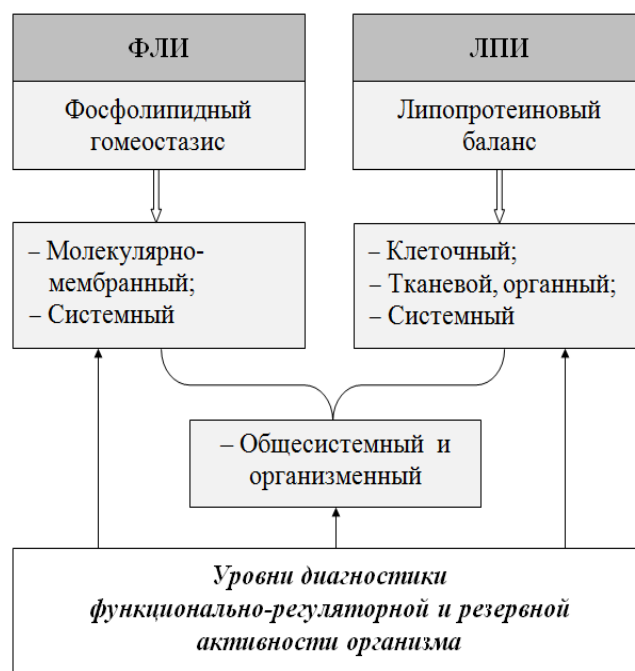 ФЛИ
Фосфолипидный
гомеостазис
– Молекулярно-
мембранный;
– Системный
ЛПИ
Липопротеиновый
баланс
– Клеточный;
– Тканевой, органный;
– Системный
– Общесистемный и
организменный
Уровни диагностики
функционально-регуляторной и резервной
активности организма